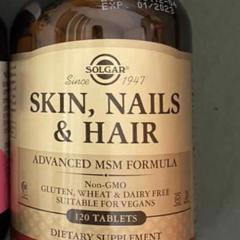 EXP. 01/2023
SOLGAR
Since 1947
SKIN, NAILS
& HAIR
ADVANCED MSM FORMULA
Non-GMO
GLUTEN, WHEAT & DAIRY FREE
SUITABLE FOR VEGANS
120 TABLETS
DIETARY SUPPLEMENT